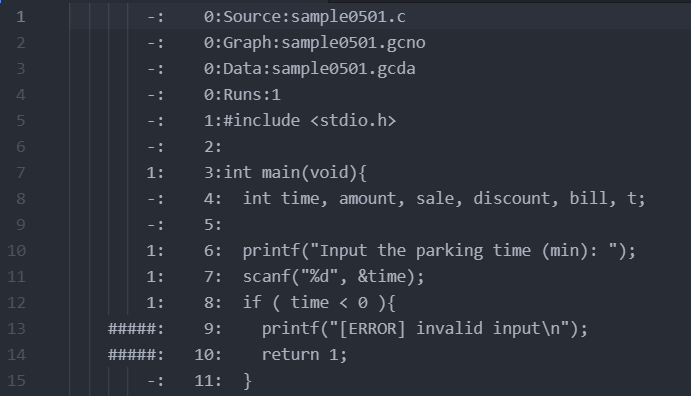 1 -: 0:Source:sample0501.c
2 -: 0:Graph:sample0501.gcno
3 -: 0:Data:sample0501.gcda
4 -: 0:Runs:1
5 -: 1:#include <stdio.h>
6 -: 2:
7 1: 3:int main(void){
8 -: 4:  int time, amount, sale, discount, bill, t;
9 -: 5:
10 1: 6:  printf("Input the parking time (min): ");
11 1: 7:  scanf("%d", &time);
12 1: 8:  if ( time < 0 ){
13 #####: 9:    printf("[ERROR] invalid input\n");
14 #####: 10:    return 1;
15 -: 11:  }